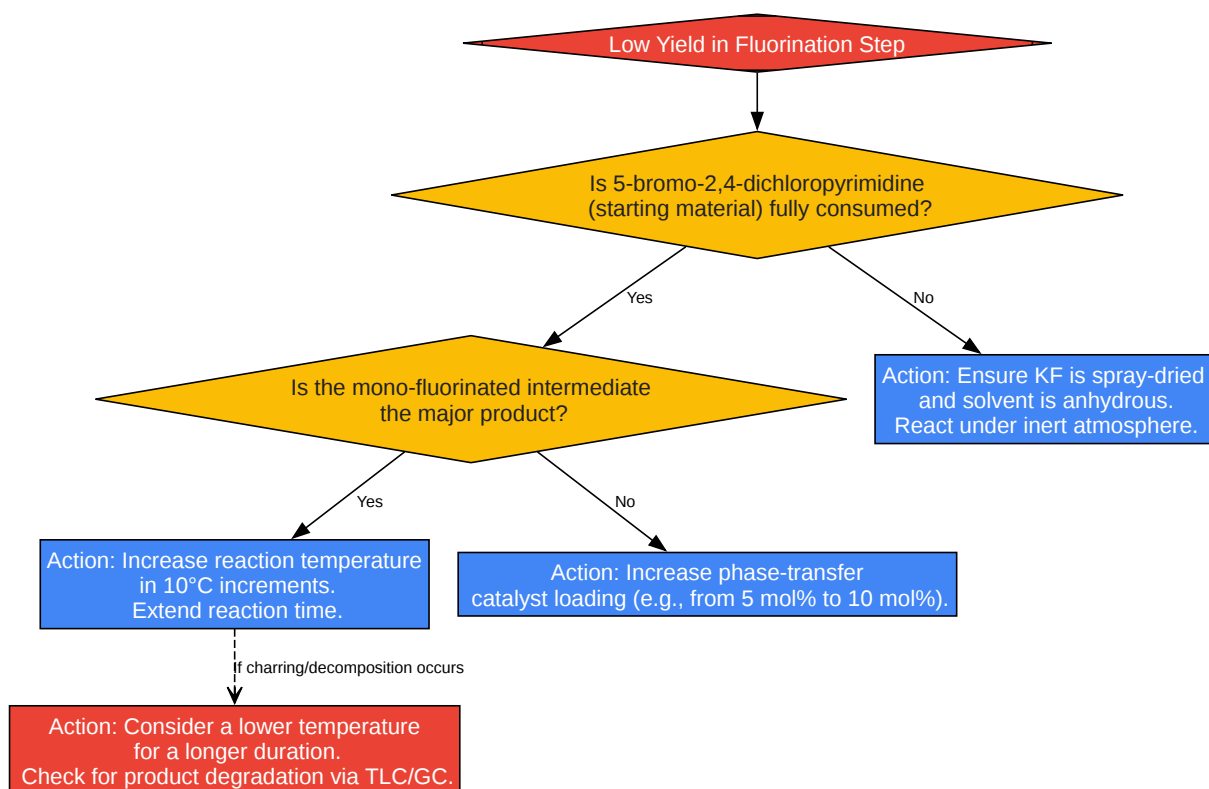 Low Yield in Fluorination Step
Is 5-bromo-2,4-dichloropyrimidine
(starting material) fully consumed?
Yes
No
Is the mono-fluorinated intermediate
the major product?
Action: Ensure KF is spray-dried
and solvent is anhydrous.
React under inert atmosphere.
Yes
No
Action: Increase reaction temperature
in 10°C increments.
Extend reaction time.
Action: Increase phase-transfer
catalyst loading (e.g., from 5 mol% to 10 mol%).
If charring/decomposition occurs
Action: Consider a lower temperature
for a longer duration.
Check for product degradation via TLC/GC.